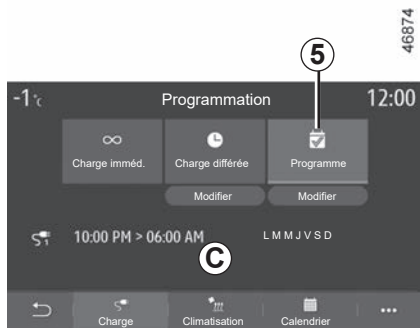 46874
5
-1°c Programmation 12:00
∞ Charge imméd.
Charge différée
Programme
Modifier Modifier
10:00 PM > 06:00 AM LMMJVSD
C
Charge Climatisation Calendrier ...